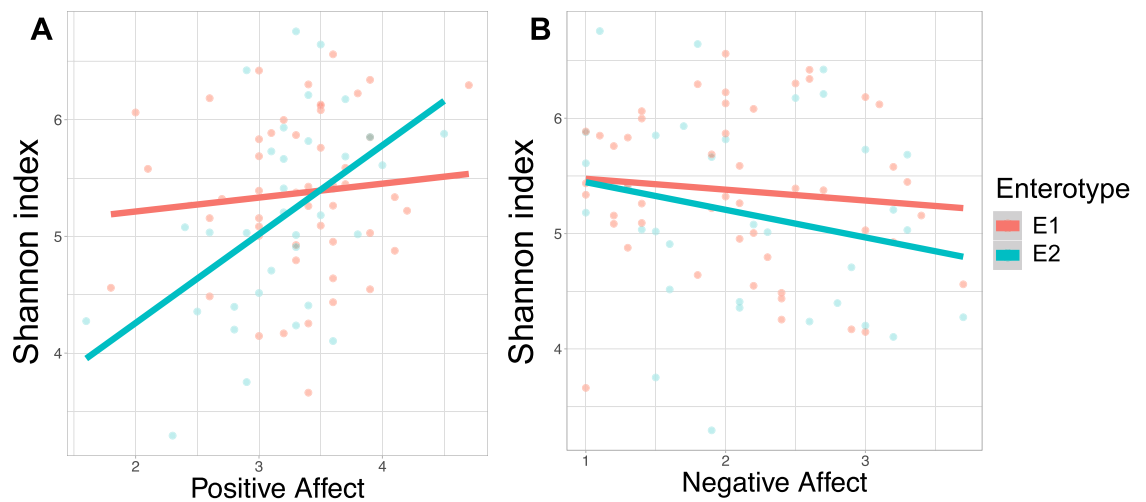 A
Shannon index
6
5
4
2 3 4
Positive Affect
B
Shannon index
6
5
4
1 2 3
Negative Affect
Enterotype
E1
E2